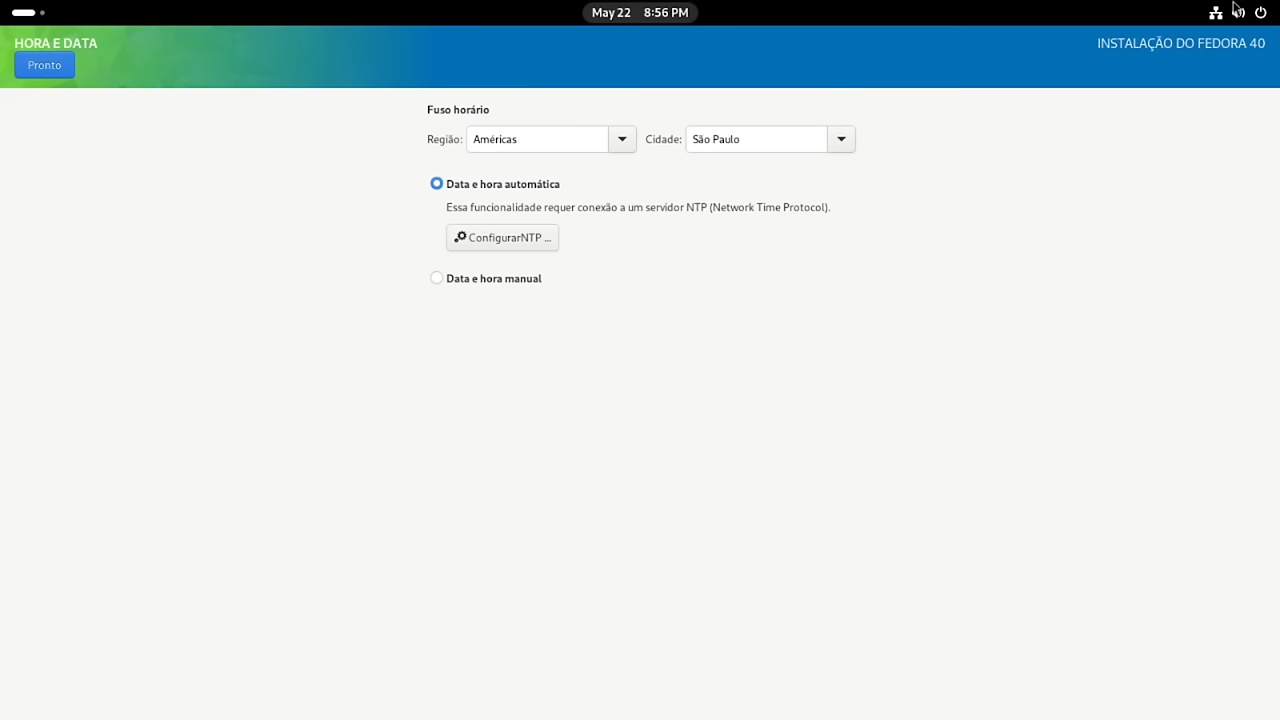 May 22 8:56 PM
HORA E DATA
INSTALAÇÃO DO FEDORA 40
Pronto
Fuso horário
Região: Américas Cidade: São Paulo
Data e hora automática
Essa funcionalidade requer conexão a um servidor NTP (Network Time Protocol).
ConfigurarNTP ...
Data e hora manual